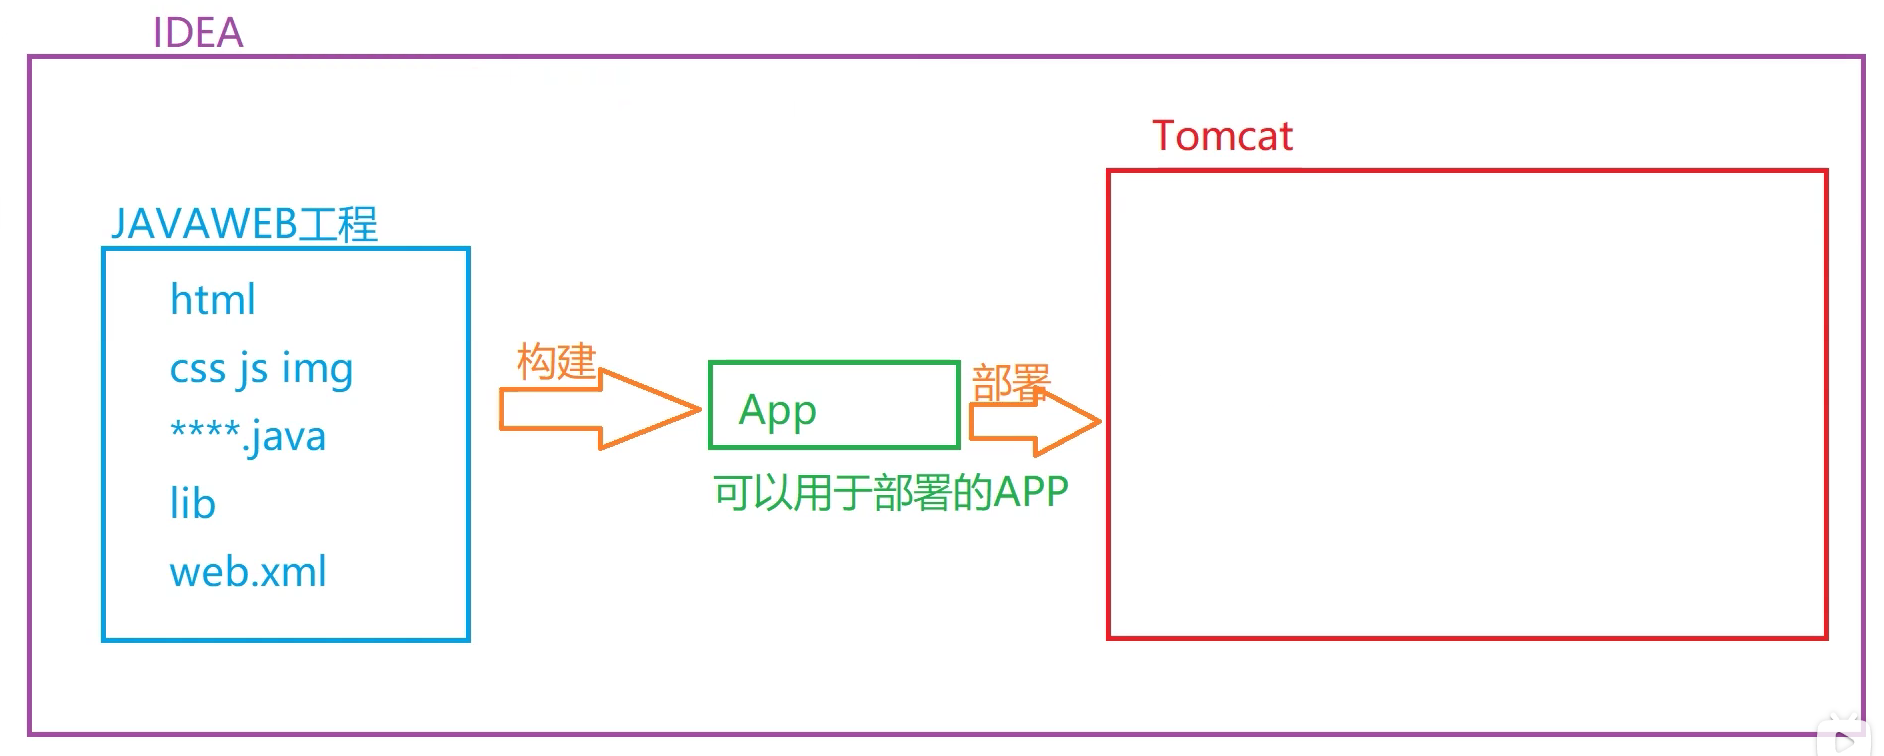 IDEA
Tomcat
JAVAWEB工程
html
css js img
****.java
lib
web.xml
构建
App
可以用于部署的APP
部署